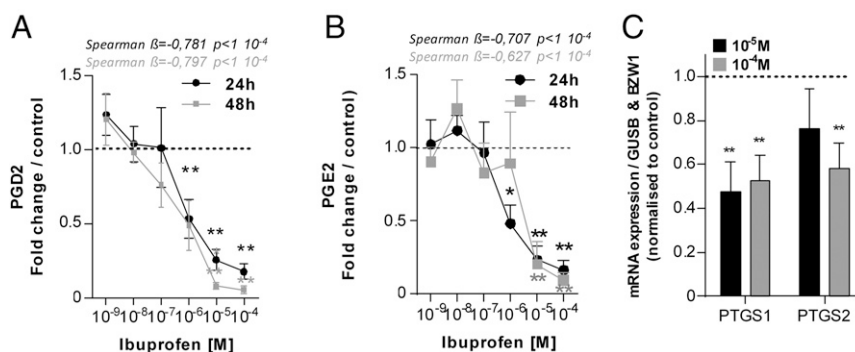 A
Spearman ß=-0,781 p<1 10-4
Spearman ß=-0,797 p<1 10-4
1.5
1.0
0.5
0
PGD2
Fold change / control
24h
48h
**
**
**
**
**
10-9 10-8 10-7 10-6 10-5 10-4
Ibuprofen [M]
B
Spearman ß=-0,707 p<1 10-4
Spearman ß=-0,627 p<1 10-4
1.5
1.0
0.5
0
PGE2
Fold change / control
24h
48h
*
**
**
**
**
10-9 10-8 10-7 10-6 10-5 10-4
Ibuprofen [M]
C
10-5M
10-4M
1.0
0.8
0.6
0.4
0.2
0
mRNA expression / GUSB & BZW1
(normalised to control)
**
**
**
PTGS1 PTGS2